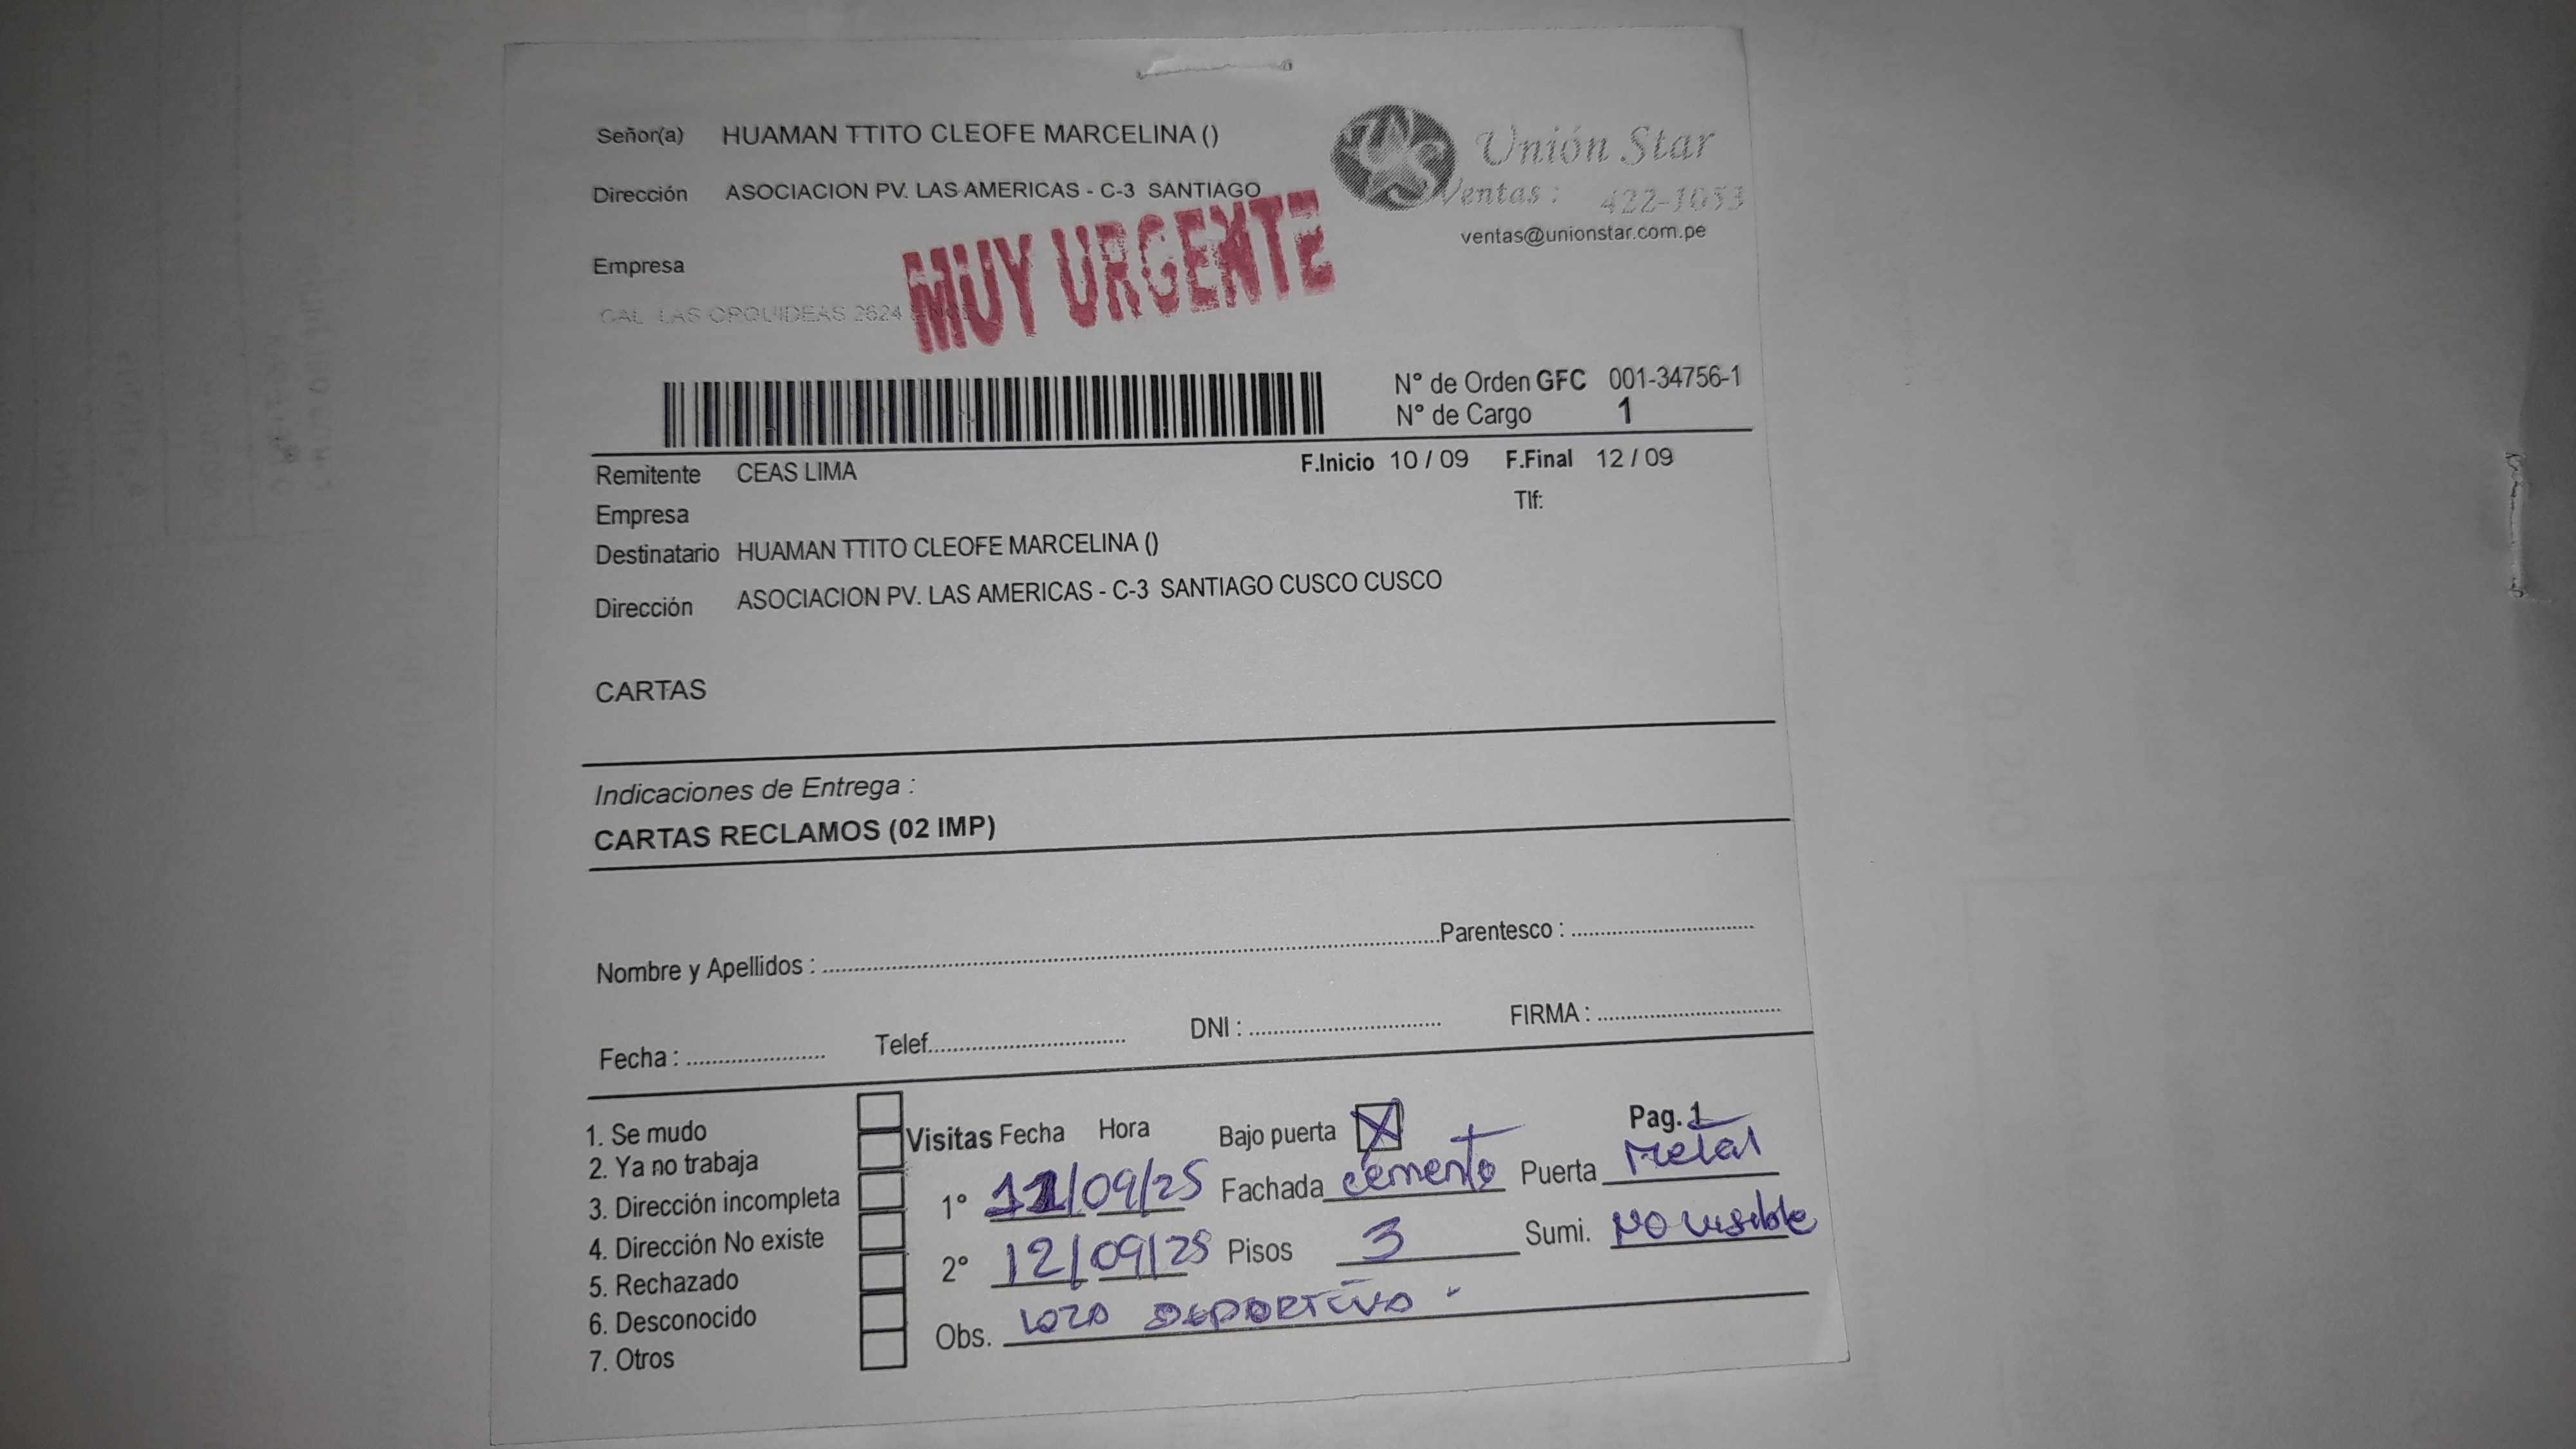 Señor(a) HUAMAN TTITO CLEOFE MARCELINA ()
Unión Star
Ventas : 422-1053
ventas@unionstar.com.pe
Dirección ASOCIACION PV. LAS AMERICAS - C-3 SANTIAGO
MUY URGENTE
Empresa
CAL LAS ORQUIDEAS 2624
N° de Orden GFC 001-34756-1
N° de Cargo 1
Remitente CEAS LIMA F.Inicio 10 / 09 F.Final 12 / 09
Empresa Tlf:
Destinatario HUAMAN TTITO CLEOFE MARCELINA ()
Dirección ASOCIACION PV. LAS AMERICAS - C-3 SANTIAGO CUSCO CUSCO
CARTAS
Indicaciones de Entrega :
CARTAS RECLAMOS (02 IMP)
Nombre y Apellidos : Parentesco :
Fecha : Telef. DNI : FIRMA :
1. Se mudo
2. Ya no trabaja
3. Dirección incompleta
4. Dirección No existe
5. Rechazado
6. Desconocido
7. Otros
Visitas Fecha Hora Bajo puerta X Pag. 1
1° 11/09/25 Fachada cemento Puerta Metal
2° 12/09/25 Pisos 3 Sumi. NO visible
Obs. LOZA DEPORTIVA